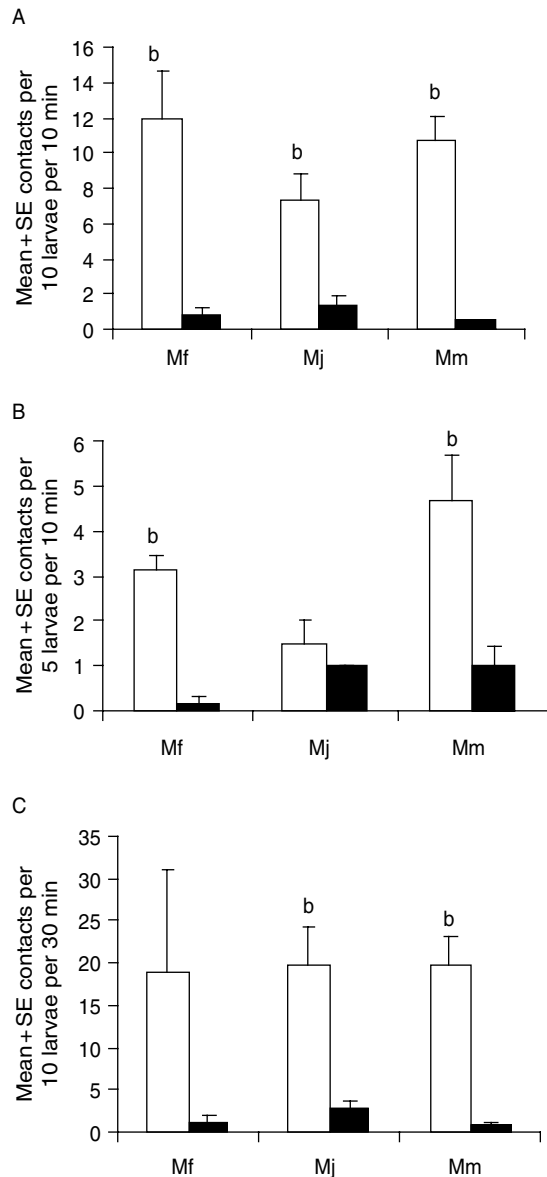 A
Mean+SE contacts per
10 larvae per 10 min
16
14
12
10
8
6
4
2
0
b
b
b
Mf
Mj
Mm
B
Mean+SE contacts per
5 larvae per 10 min
6
5
4
3
2
1
0
b
b
Mf
Mj
Mm
C
Mean+SE contacts per
10 larvae per 30 min
35
30
25
20
15
10
5
0
b
b
Mf
Mj
Mm